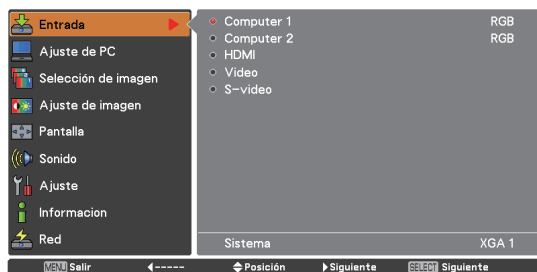 Entrada
Ajuste de PC
Selección de imagen
Ajuste de imagen
Pantalla
Sonido
Ajuste
Informacion
Red
Computer 1 RGB
Computer 2 RGB
HDMI
Video
S-video
Sistema XGA 1
MENU Salir ----- Posición Siguiente SELECT Siguiente